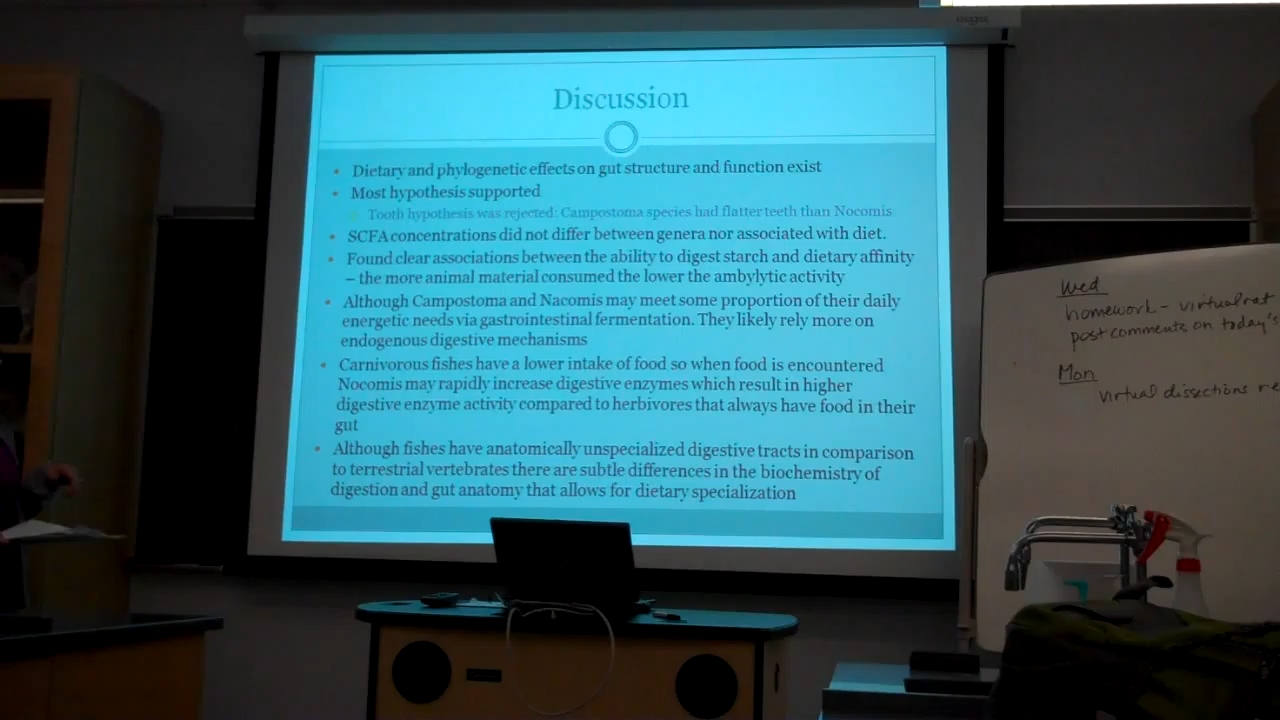 Discussion
Dietary and phylogenetic effects on gut structure and function exist
Most hypothesis supported
Tooth hypothesis was rejected: Campostoma species had flatter teeth than Nocomis
SCFA concentrations did not differ between genera nor associated with diet.
Found clear associations between the ability to digest starch and dietary affinity
– the more animal material consumed the lower the ambylytic activity
Although Campostoma and Nacomis may meet some proportion of their daily
energetic needs via gastrointestinal fermentation. They likely rely more on
endogenous digestive mechanisms
Carnivorous fishes have a lower intake of food so when food is encountered
Nocomis may rapidly increase digestive enzymes which result in higher
digestive enzyme activity compared to herbivores that always have food in their
gut
Although fishes have anatomically unspecialized digestive tracts in comparison
to terrestrial vertebrates there are subtle differences in the biochemistry of
digestion and gut anatomy that allows for dietary specialization
Wed
homework - virtual rat
post comments on today's
Mon
virtual dissections